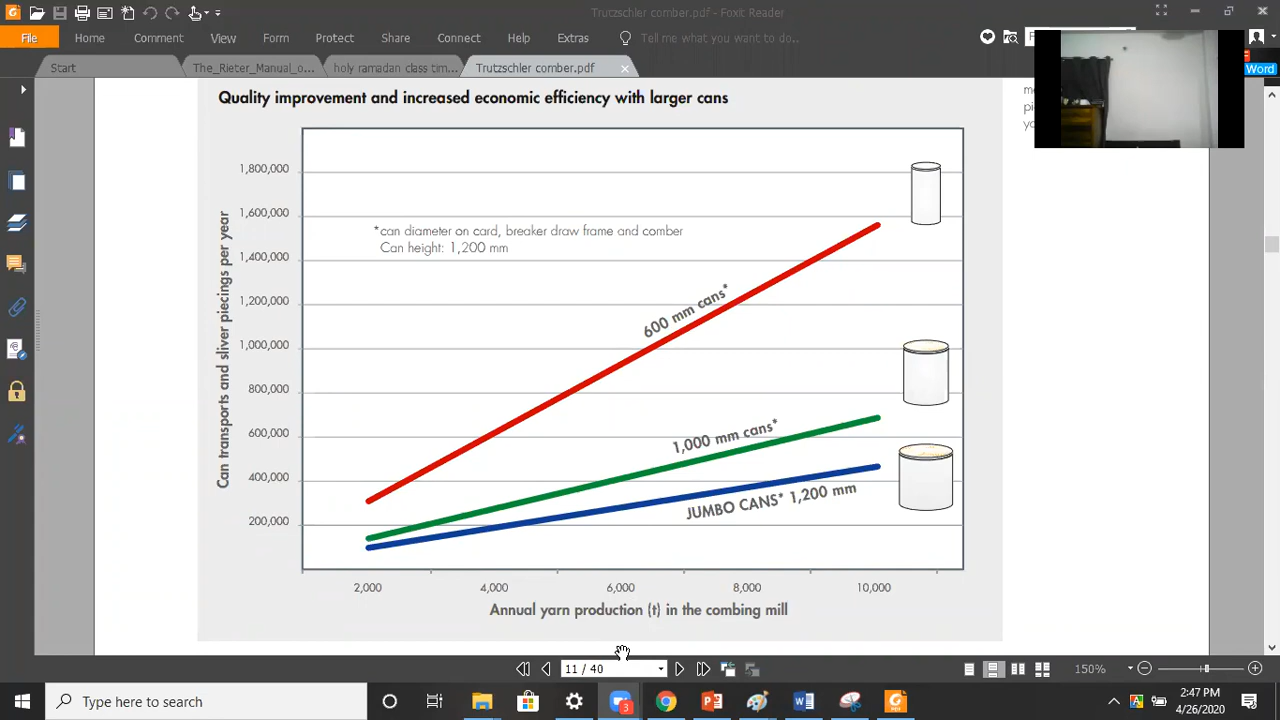 Trutzschler comber.pdf - Foxit Reader
File Home Comment View Form Protect Share Connect Help Extras Tell me what you want to do..
Word
Start The_Rieter_Manual_o... holy ramadan class tim... Trutzschler comber.pdf
Quality improvement and increased economic efficiency with larger cans
Can transports and sliver piecings per year
1,800,000
1,600,000
1,400,000
1,200,000
1,000,000
800,000
600,000
400,000
200,000
*can diameter on card, breaker draw frame and comber
Can height: 1,200 mm
600 mm cans*
1,000 mm cans*
JUMBO CANS* 1,200 mm
2,000 4,000 6,000 8,000 10,000
Annual yarn production (t) in the combing mill
11 / 40
150%
Type here to search
3
2:47 PM
4/26/2020